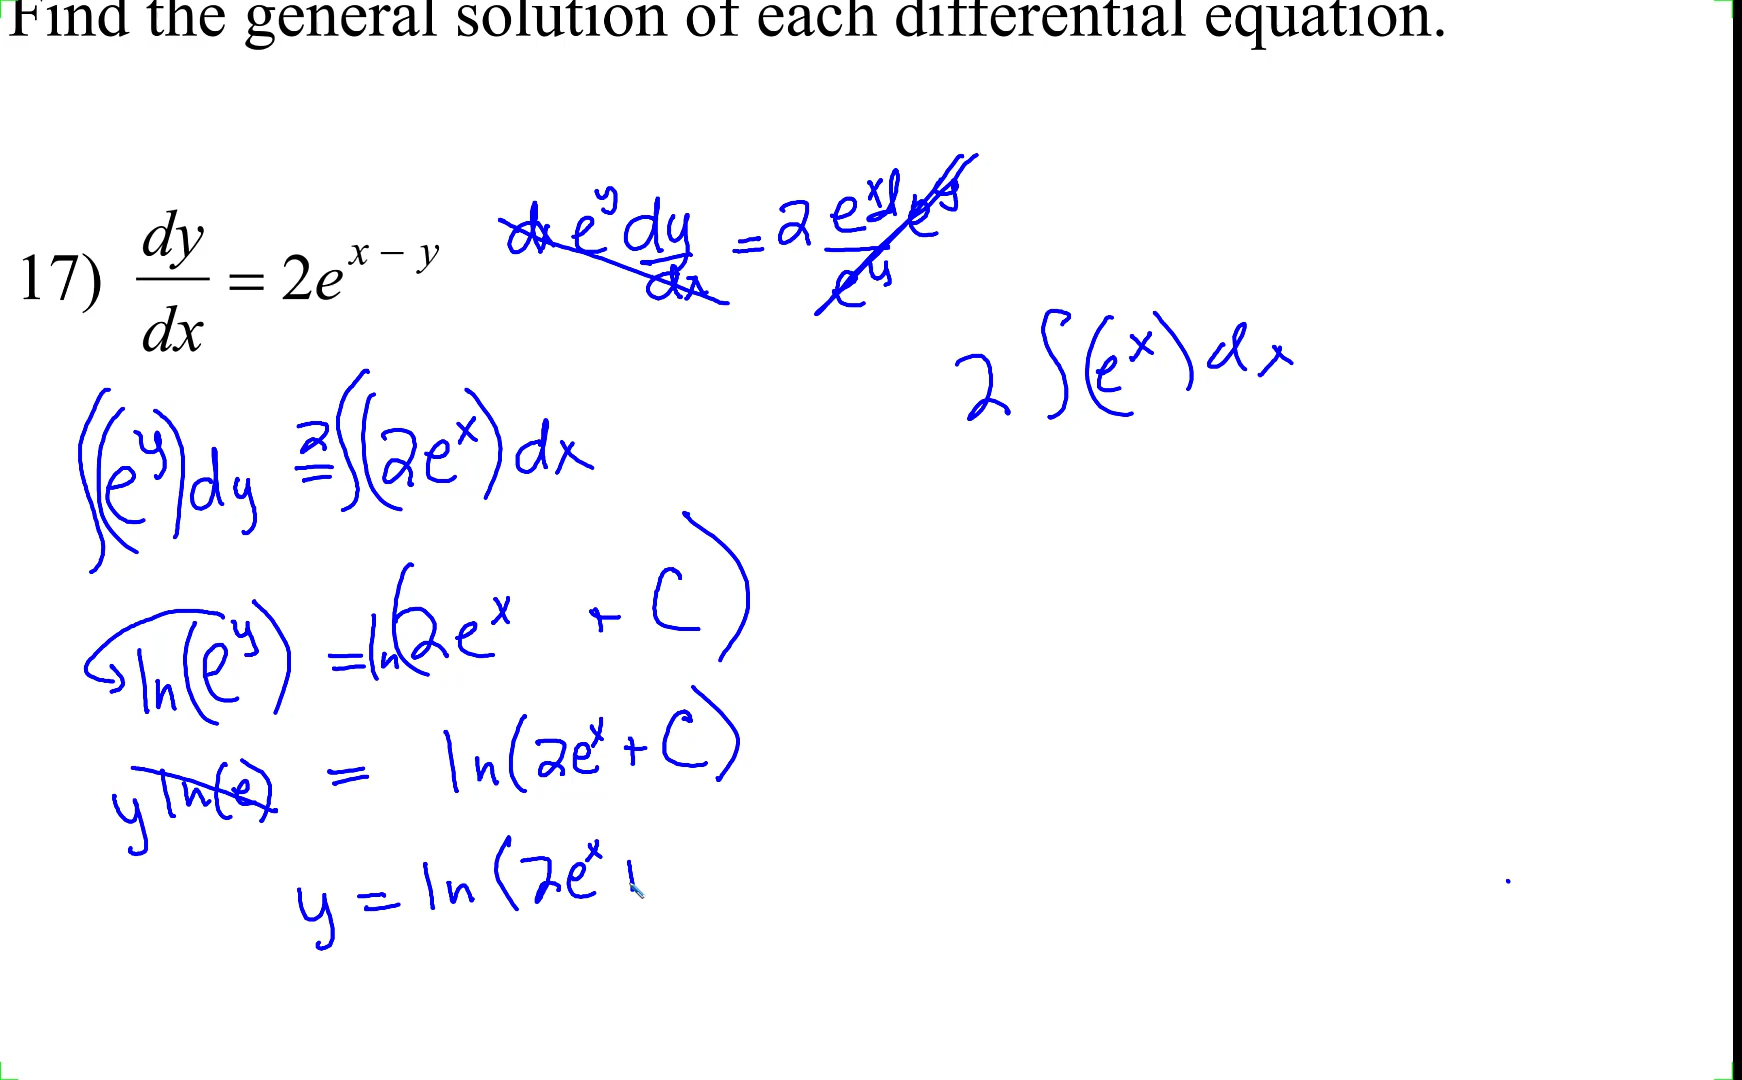 Find the general solution of each differential equation.
17) dy/dx = 2e^(x − y)
dx e^y dy/dx = 2 e^x d e^y / e^y
2 ∫(e^x) dx
∫(e^y) dy = 2 ∫(2e^x) dx
ln(e^y) = ln(2e^x + C)
y ln(e) = ln(2e^x + C)
y = ln(2e^x